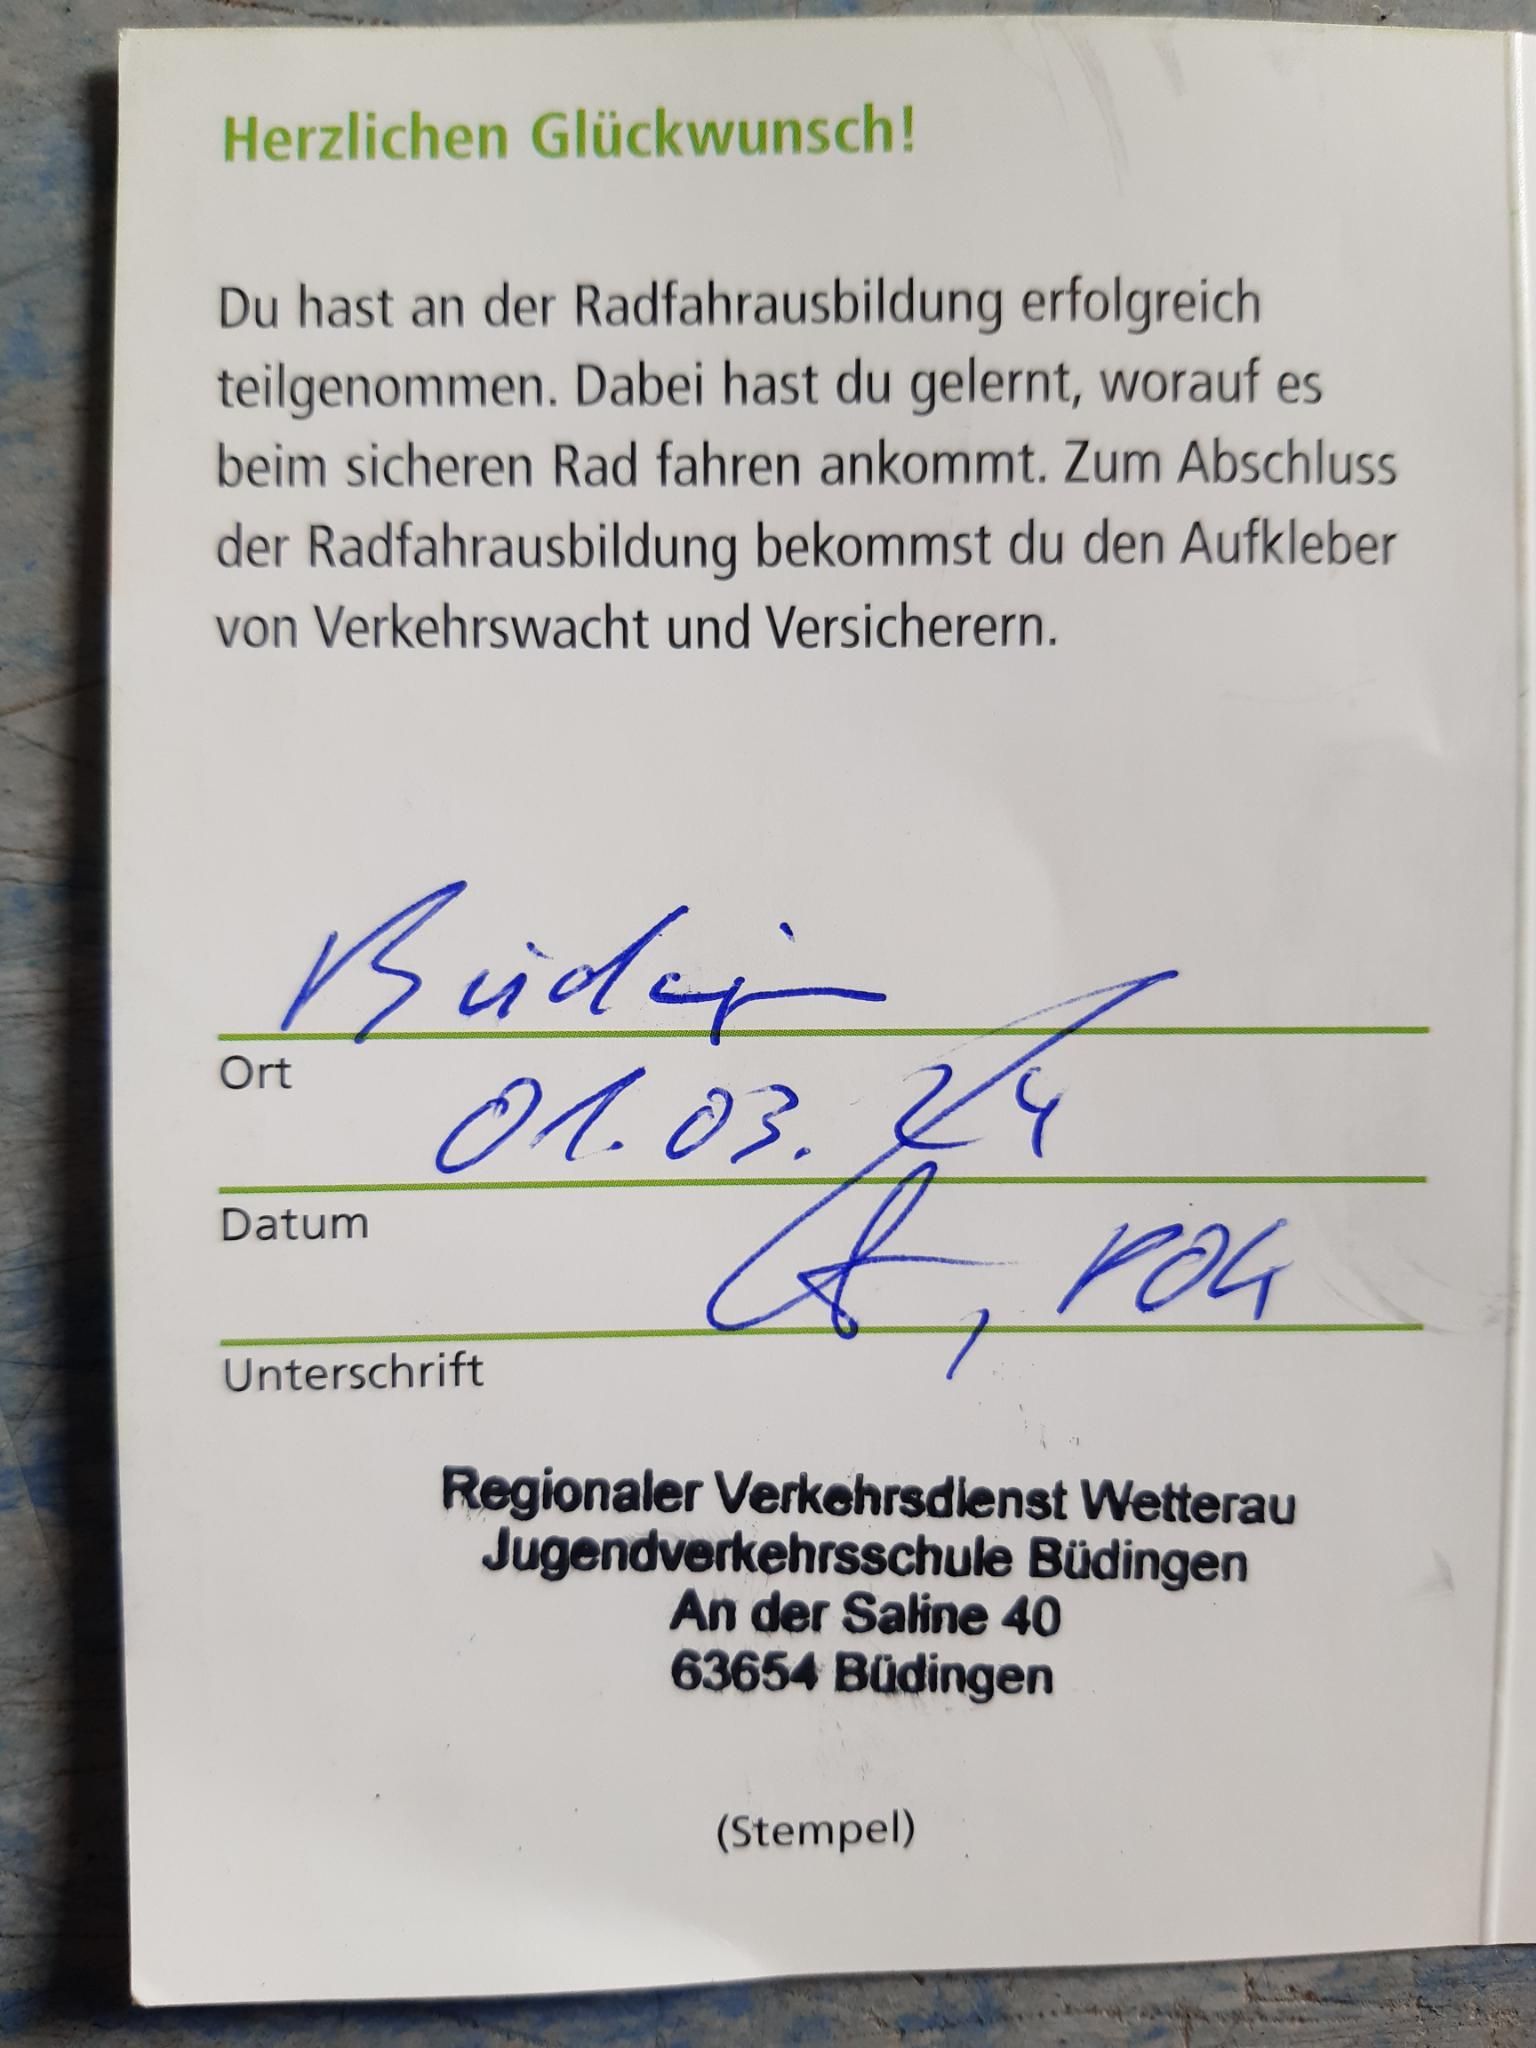 Herzlichen Glückwunsch!
Du hast an der Radfahrausbildung erfolgreich
teilgenommen. Dabei hast du gelernt, worauf es
beim sicheren Rad fahren ankommt. Zum Abschluss
der Radfahrausbildung bekommst du den Aufkleber
von Verkehrswacht und Versicherern.
Büdingen
Ort
01.03.24
Datum
, POK
Unterschrift
Regionaler Verkehrsdienst Wetterau
Jugendverkehrsschule Büdingen
An der Saline 40
63654 Büdingen
(Stempel)